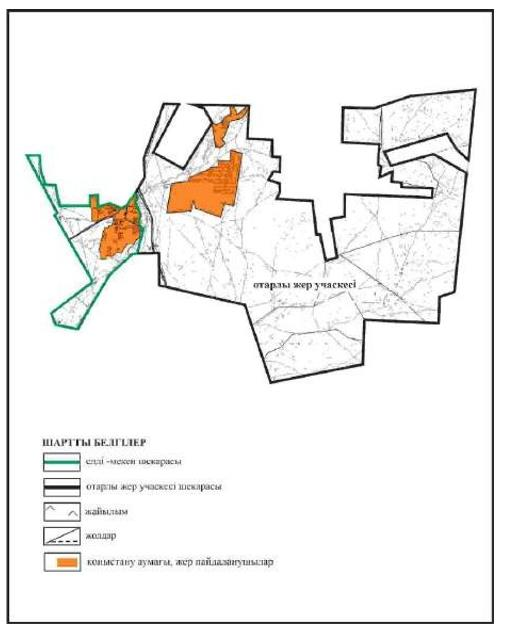 отарлы жер учаскесі
ШАРТТЫ БЕЛГІЛЕР
елді -мекен шекарасы
отарлы жер учаскесі шекарасы
жайылым
жолдар
қоныстану аумағы, жер пайдаланушылар